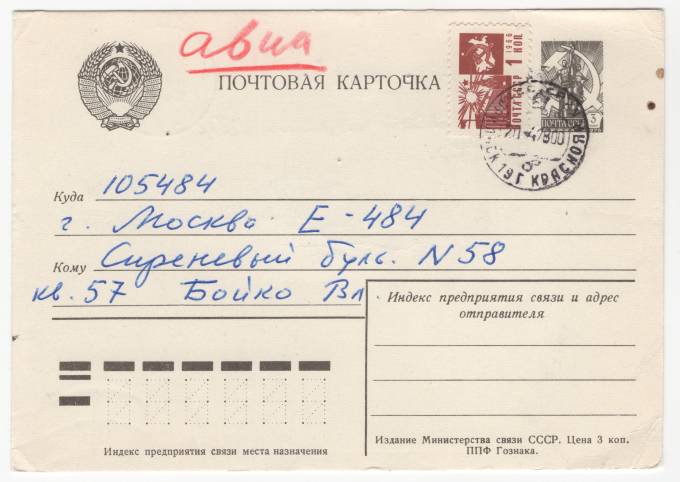 авиа
ПОЧТОВАЯ КАРТОЧКА
1966
1 КОП.
ПОЧТА СССР
ПОЧТА СССР 3
19 Г КРАСНОЯ
Куда 105484
г. Москва Е-484
Кому Сиреневый бульв. N 58
кв. 57 Бойко Вл
Индекс предприятия связи и адрес
отправителя
Индекс предприятия связи места назначения
Издание Министерства связи СССР. Цена 3 коп.
ППФ Гознака.